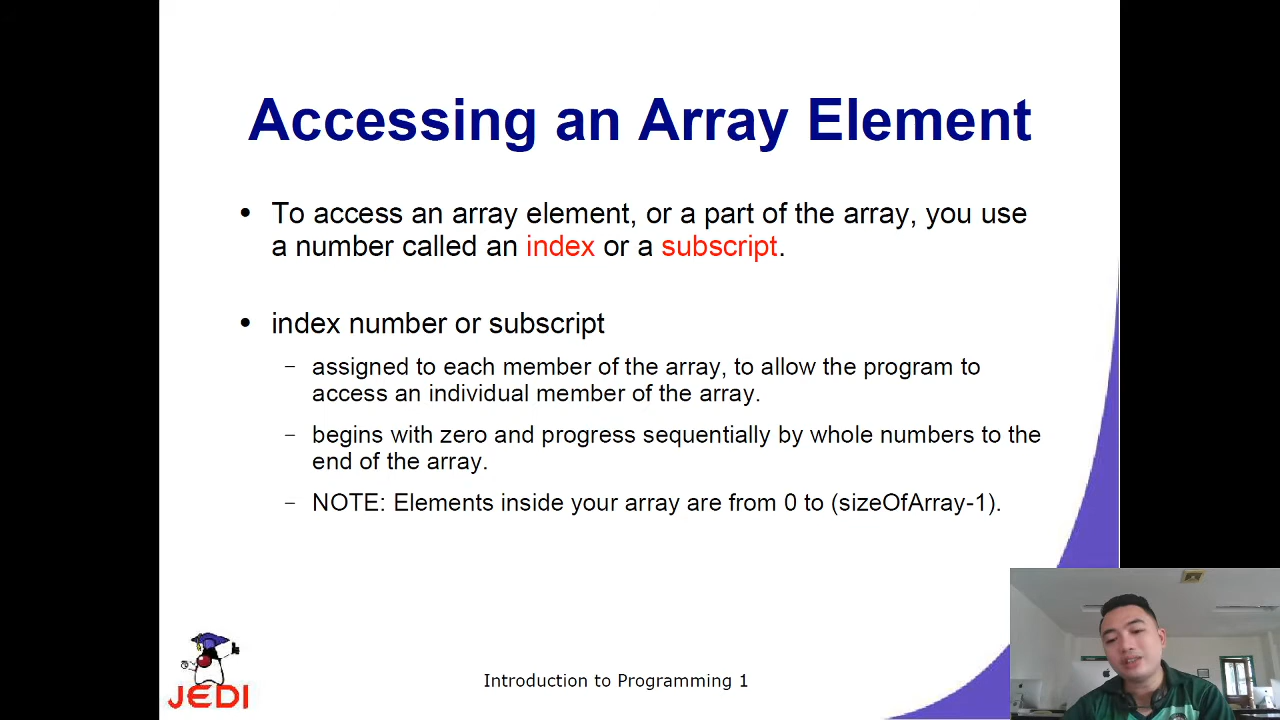 Accessing an Array Element
• To access an array element, or a part of the array, you use
a number called an index or a subscript.
• index number or subscript
– assigned to each member of the array, to allow the program to
access an individual member of the array.
– begins with zero and progress sequentially by whole numbers to the
end of the array.
– NOTE: Elements inside your array are from 0 to (sizeOfArray-1).
JEDI
Introduction to Programming 1